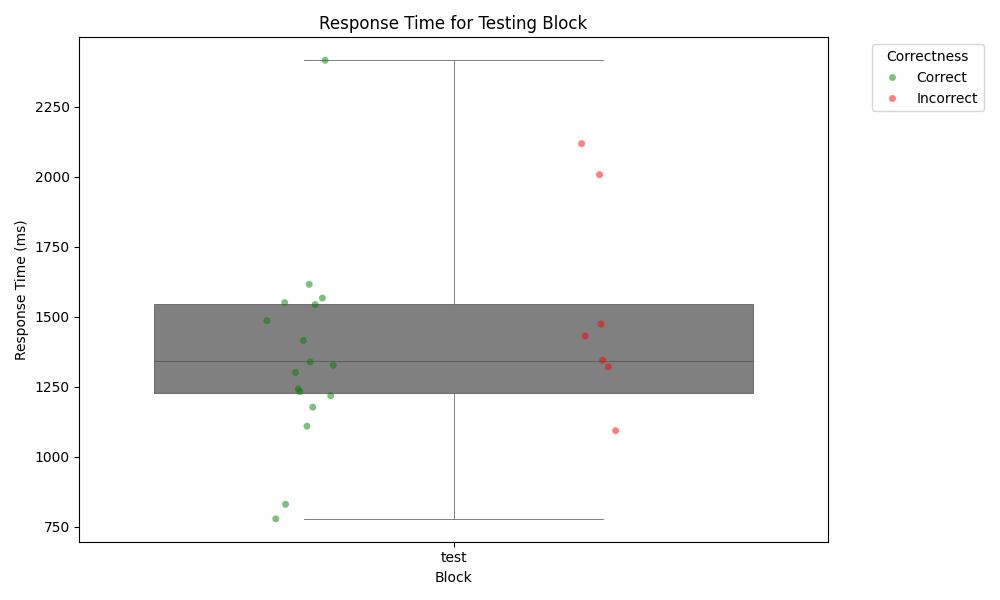 Response Time for Testing Block
Correctness
Correct
Incorrect
Response Time (ms)
2250
2000
1750
1500
1250
1000
750
test
Block